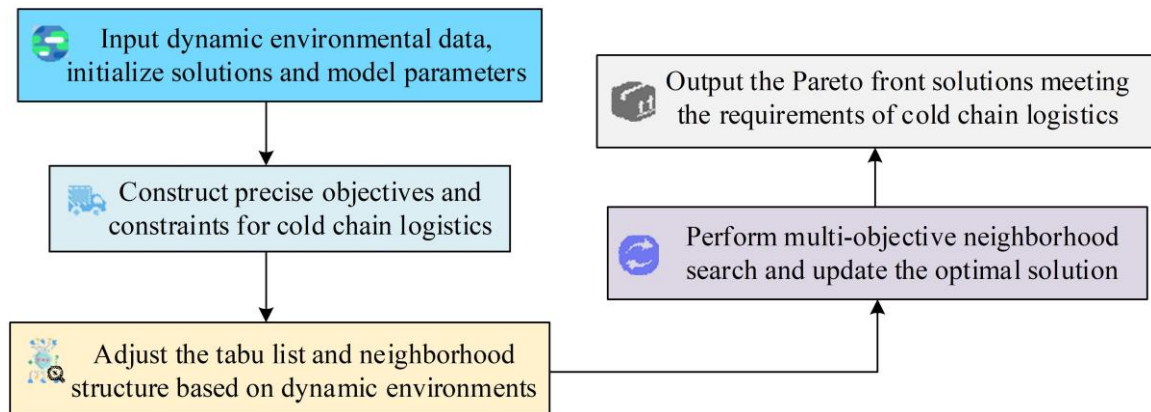 Input dynamic environmental data,
initialize solutions and model parameters
Construct precise objectives and
constraints for cold chain logistics
Adjust the tabu list and neighborhood
structure based on dynamic environments
Perform multi-objective neighborhood
search and update the optimal solution
Output the Pareto front solutions meeting
the requirements of cold chain logistics